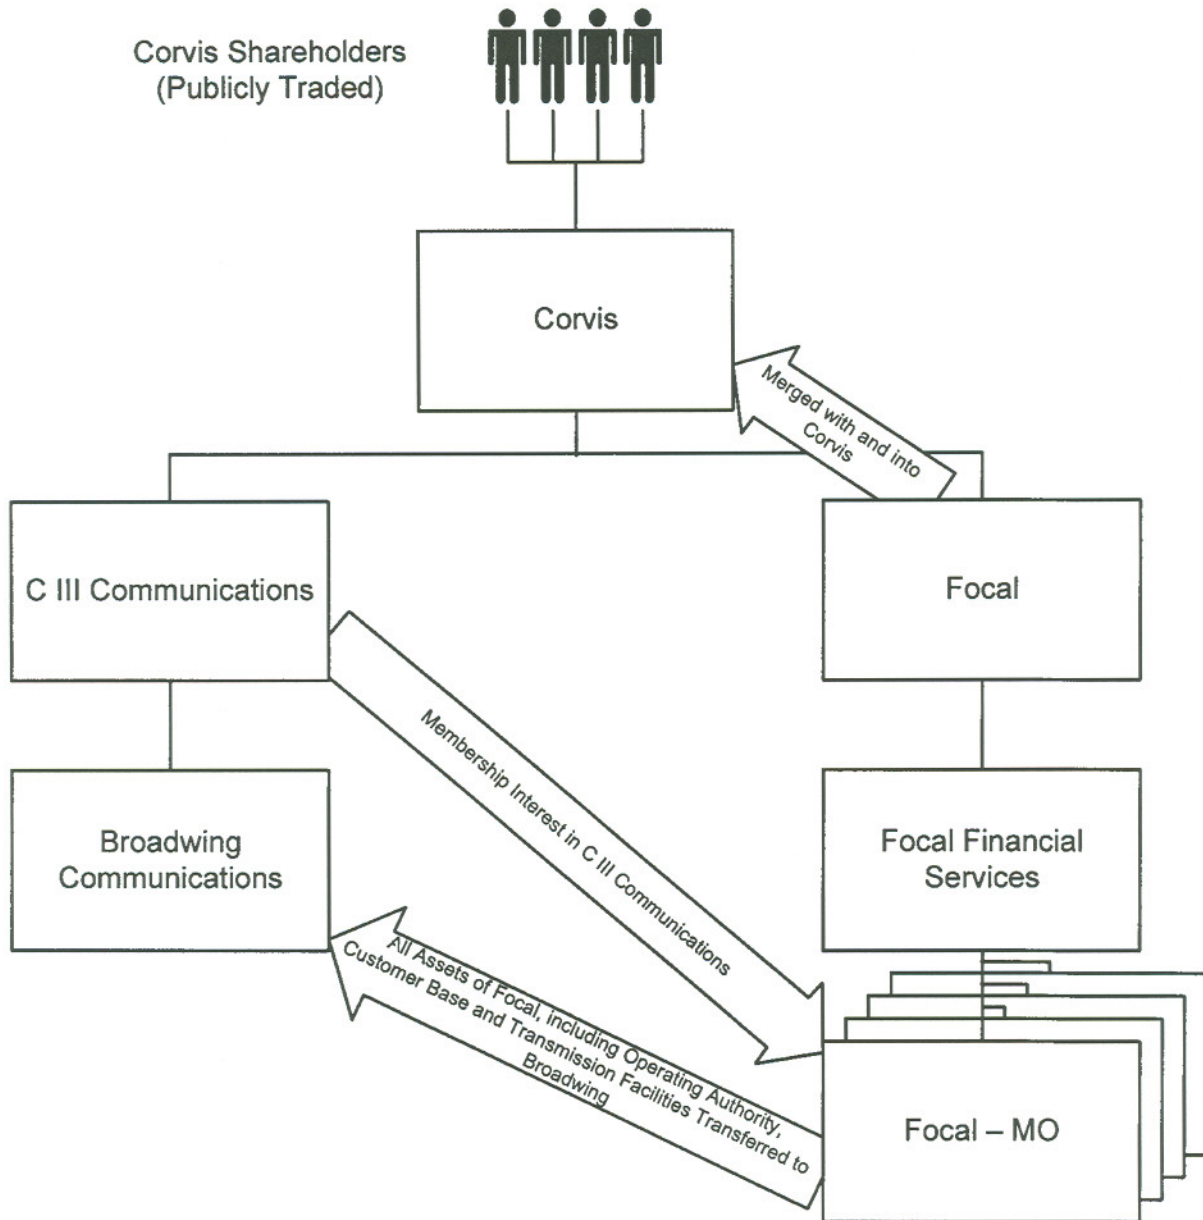 Corvis Shareholders
(Publicly Traded)
Corvis
Merged with and into
Corvis
C III Communications
Focal
Membership Interest in C III Communications
Broadwing
Communications
Focal Financial
Services
All Assets of Focal, including Operating Authority,
Customer Base and Transmission Facilities Transferred to
Broadwing
Focal – MO